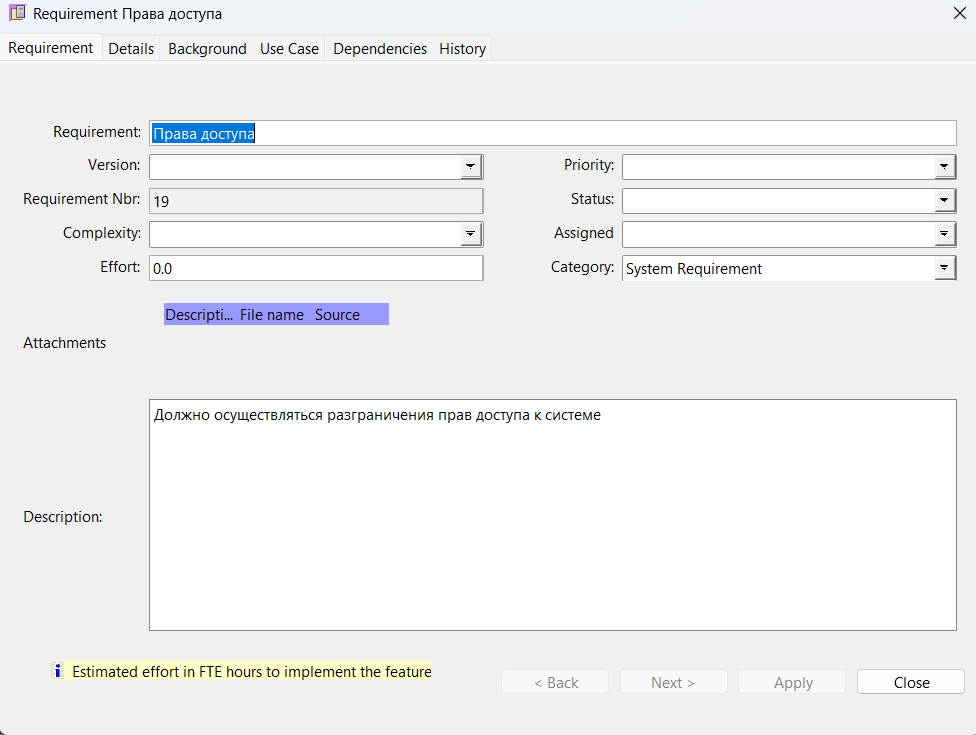 Requirement Права доступа
Requirement Details Background Use Case Dependencies History
Requirement: Права доступа
Version: Priority:
Requirement Nbr: 19 Status:
Complexity: Assigned
Effort: 0.0 Category: System Requirement
Descripti... File name Source
Attachments
Должно осуществляться разграничения прав доступа к системе
Description:
Estimated effort in FTE hours to implement the feature
< Back Next > Apply Close